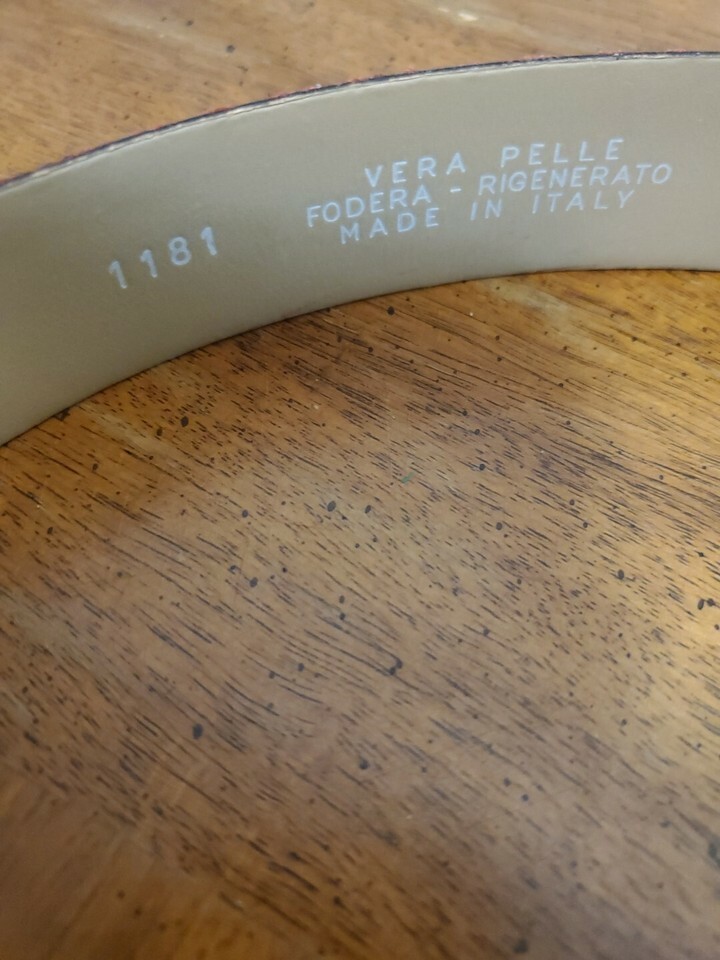 VERA PELLE
FODERA - RIGENERATO
MADE IN ITALY
1181